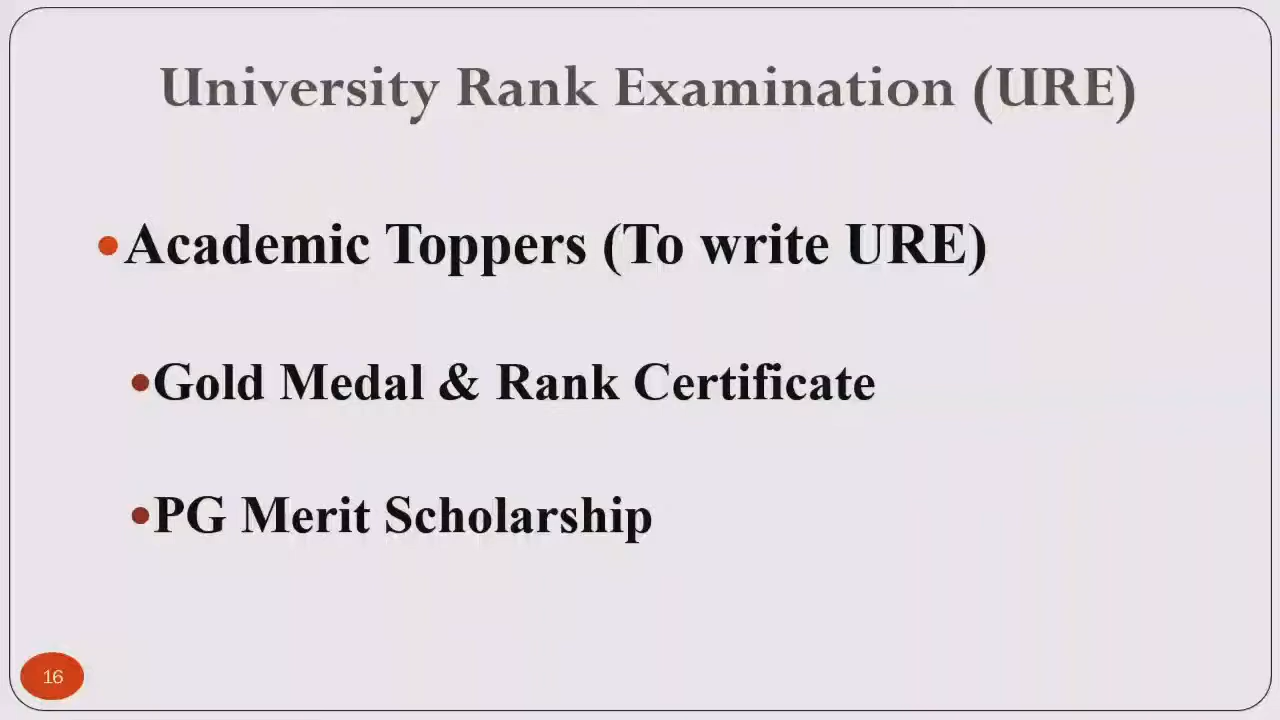 University Rank Examination (URE)
•Academic Toppers (To write URE)
•Gold Medal & Rank Certificate
•PG Merit Scholarship
16